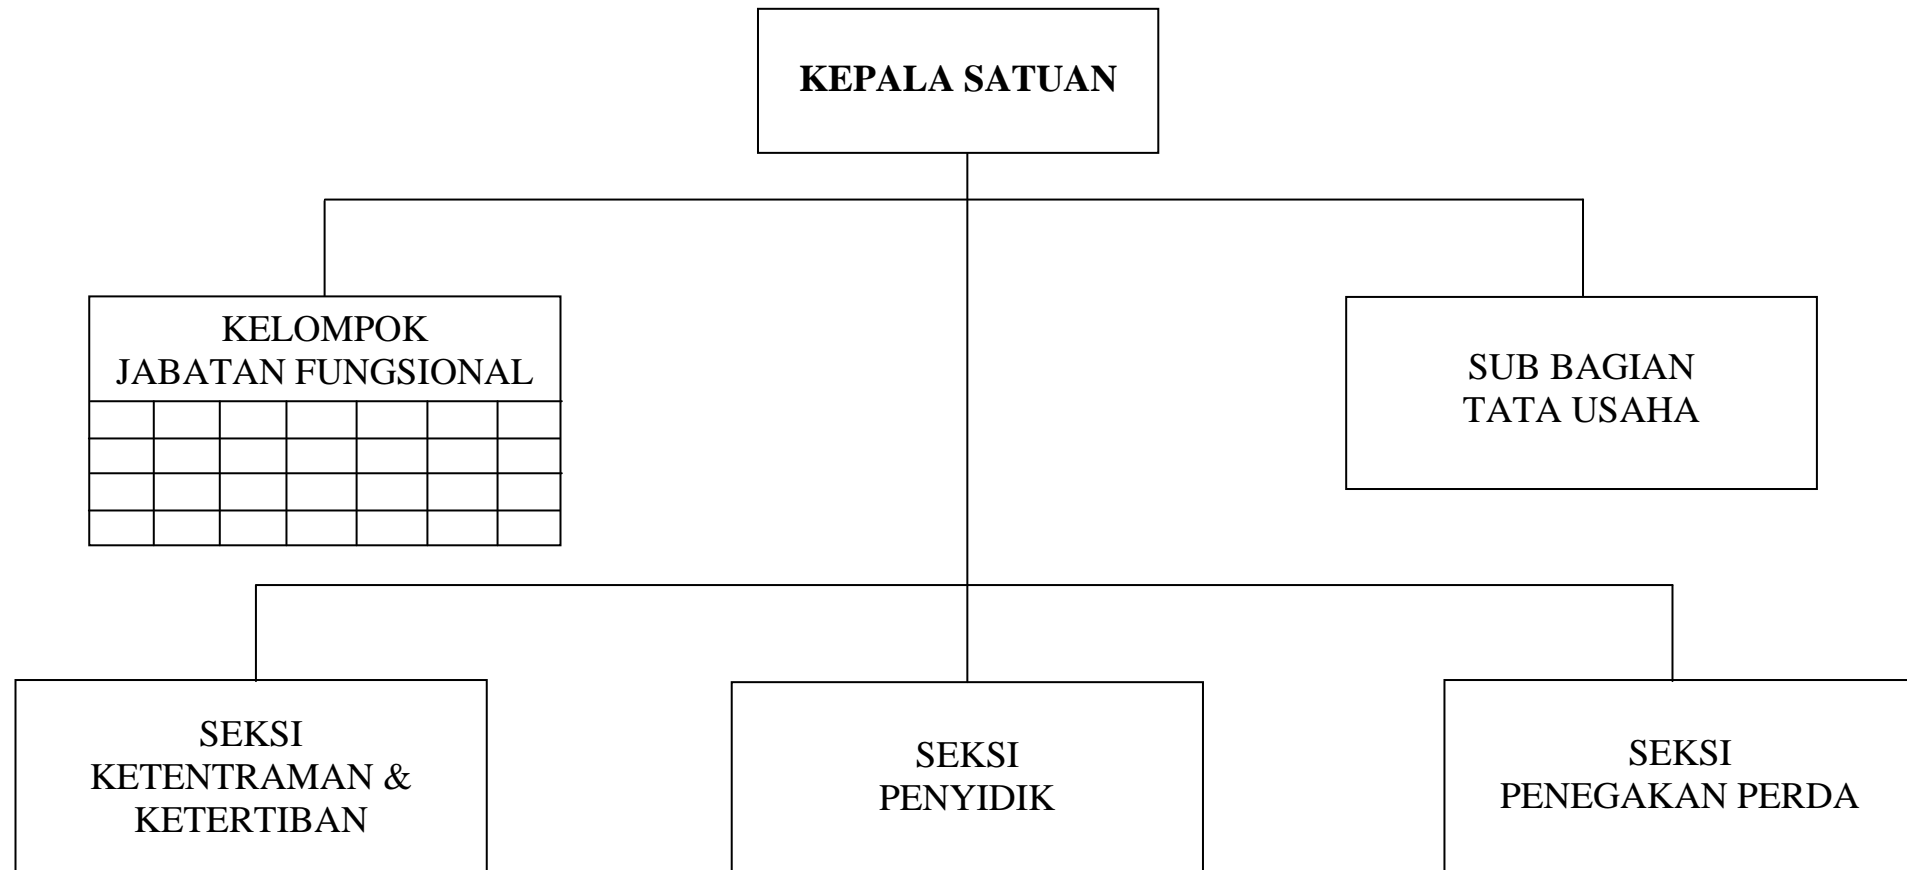 KEPALA SATUAN
KELOMPOK
JABATAN FUNGSIONAL
SUB BAGIAN
TATA USAHA
SEKSI
KETENTRAMAN &
KETERTIBAN
SEKSI
PENYIDIK
SEKSI
PENEGAKAN PERDA